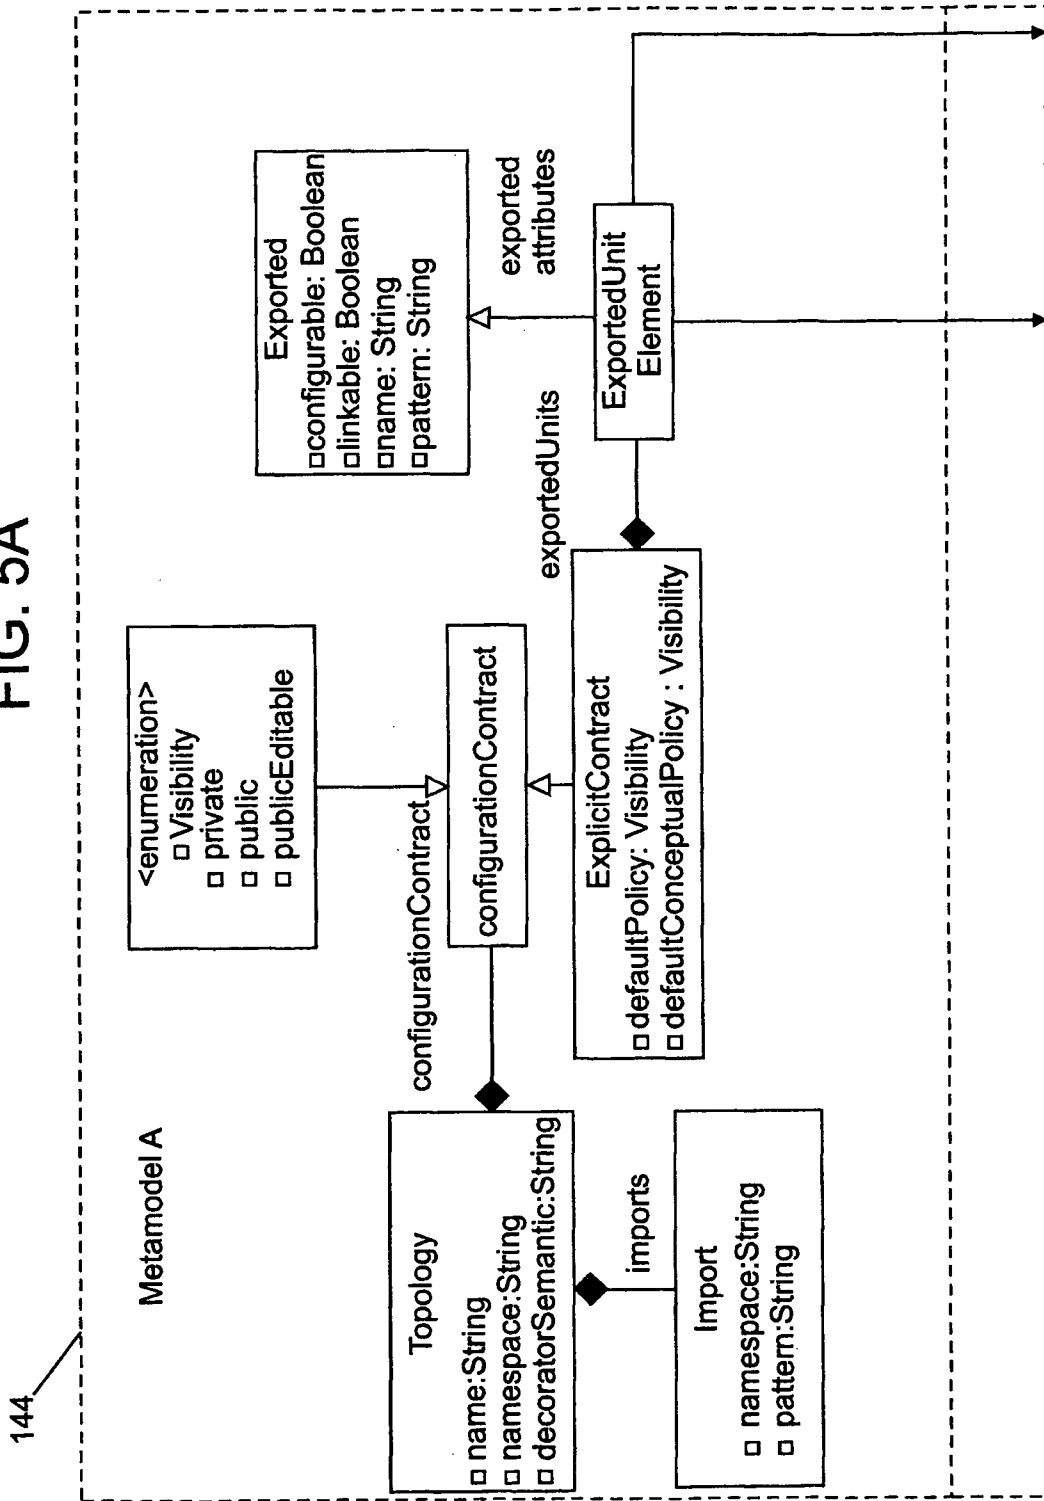 FIG. 5A
144
Metamodel A
<enumeration>
Visibility
private
public
publicEditable
Exported
configurable: Boolean
linkable: Boolean
name: String
pattern: String
configurationContract
exported
attributes
Topology
name:String
namespace:String
decoratorSemantic:String
configurationContract
exportedUnits
ExportedUnit
Element
ExplicitContract
defaultPolicy: Visibility
defaultConceptualPolicy : Visibility
imports
Import
namespace:String
pattern:String